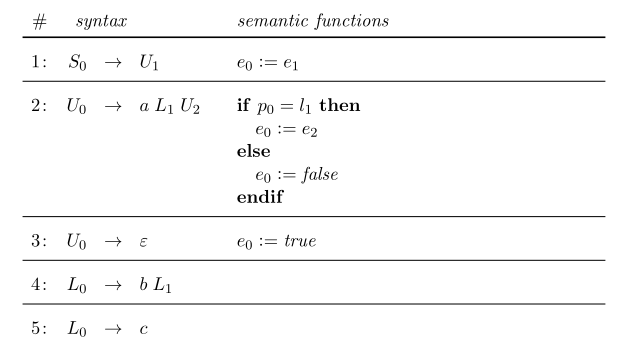 # syntax semantic functions
1: S₀ → U₁ e₀ := e₁
2: U₀ → a L₁ U₂ if p₀ = l₁ then
e₀ := e₂
else
e₀ := false
endif
3: U₀ → ε e₀ := true
4: L₀ → b L₁
5: L₀ → c